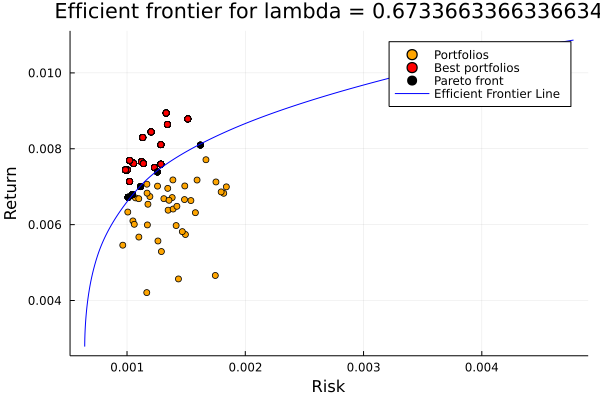 Efficient frontier for lambda = 0.6733663366336634
Portfolios
Best portfolios
Pareto front
Efficient Frontier Line
Return
0.010
0.008
0.006
0.004
0.001
0.002
0.003
0.004
Risk